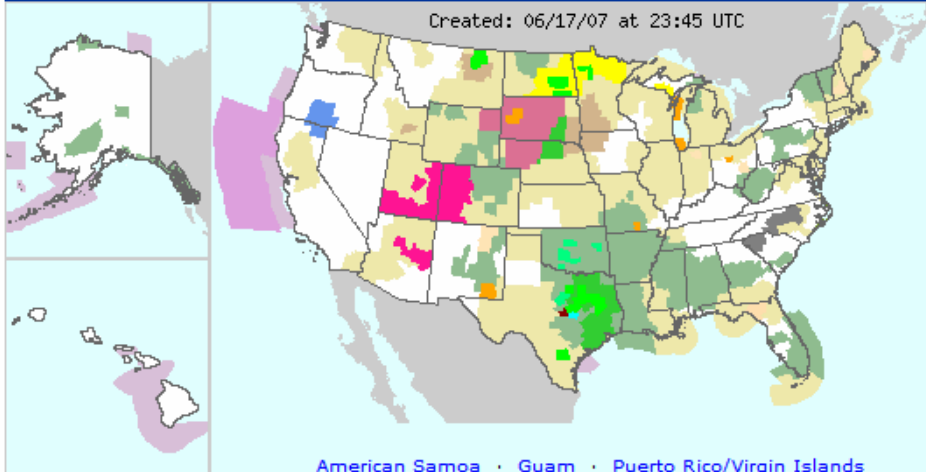 Created: 06/17/07 at 23:45 UTC
American Samoa · Guam · Puerto Rico/Virgin Islands